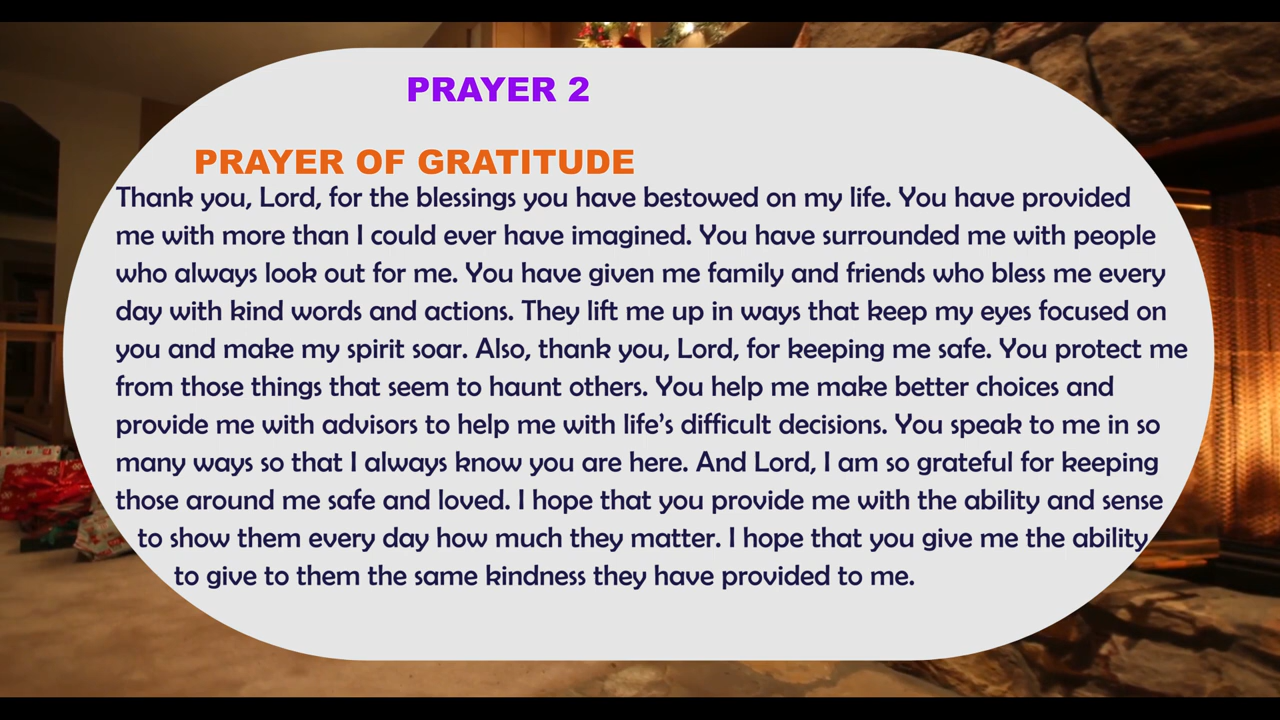 PRAYER 2
PRAYER OF GRATITUDE
Thank you, Lord, for the blessings you have bestowed on my life. You have provided
me with more than I could ever have imagined. You have surrounded me with people
who always look out for me. You have given me family and friends who bless me every
day with kind words and actions. They lift me up in ways that keep my eyes focused on
you and make my spirit soar. Also, thank you, Lord, for keeping me safe. You protect me
from those things that seem to haunt others. You help me make better choices and
provide me with advisors to help me with life’s difficult decisions. You speak to me in so
many ways so that I always know you are here. And Lord, I am so grateful for keeping
those around me safe and loved. I hope that you provide me with the ability and sense
to show them every day how much they matter. I hope that you give me the ability
to give to them the same kindness they have provided to me.